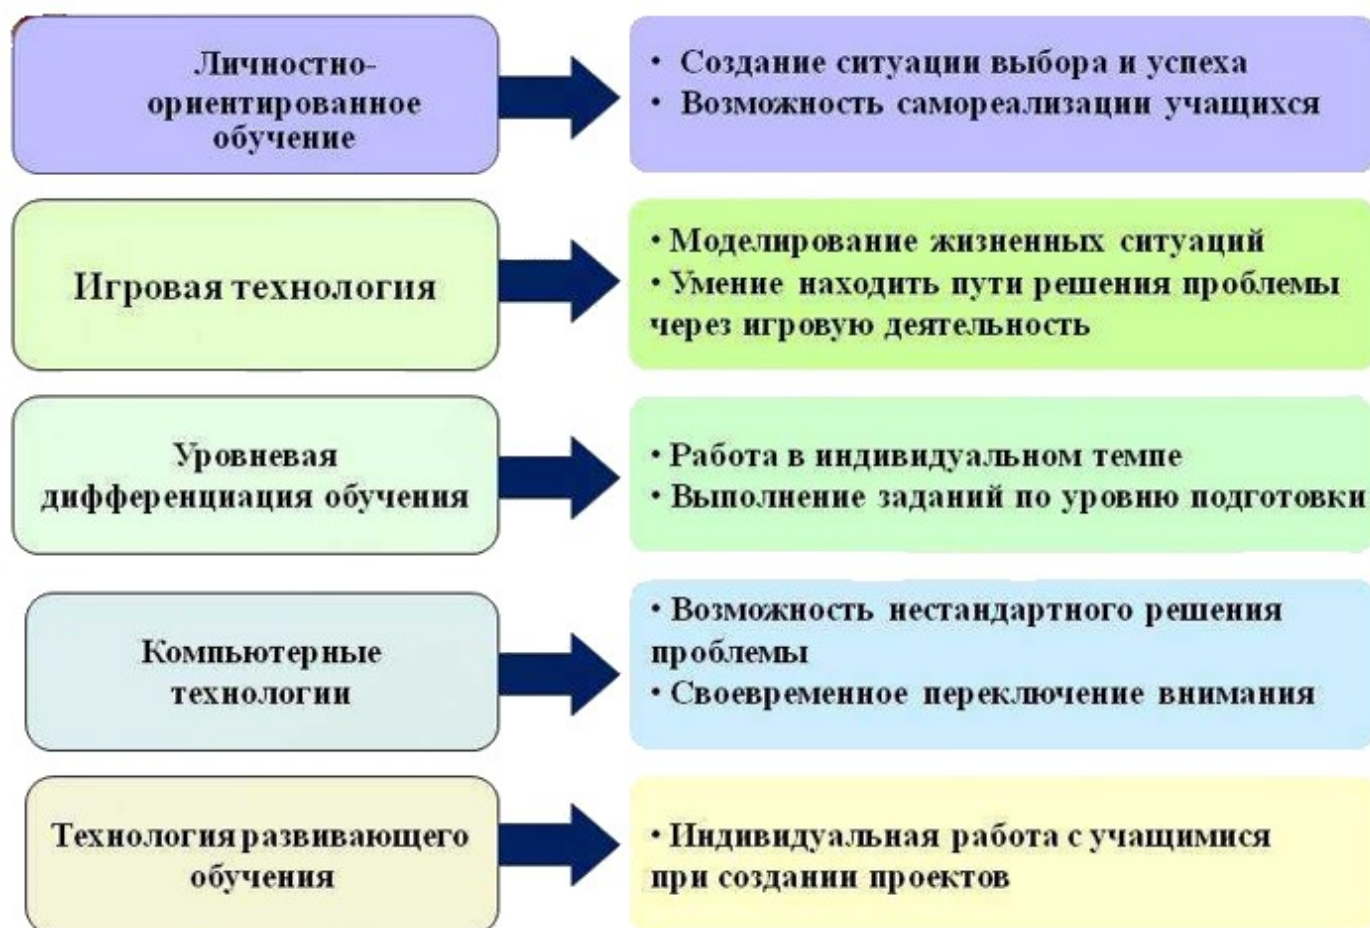 Личностно-
ориентированное
обучение
• Создание ситуации выбора и успеха
• Возможность самореализации учащихся
Игровая технология
• Моделирование жизненных ситуаций
• Умение находить пути решения проблемы
через игровую деятельность
Уровневая
дифференциация обучения
• Работа в индивидуальном темпе
• Выполнение заданий по уровню подготовки
Компьютерные
технологии
• Возможность нестандартного решения
проблемы
• Своевременное переключение внимания
Технология развивающего
обучения
• Индивидуальная работа с учащимися
при создании проектов